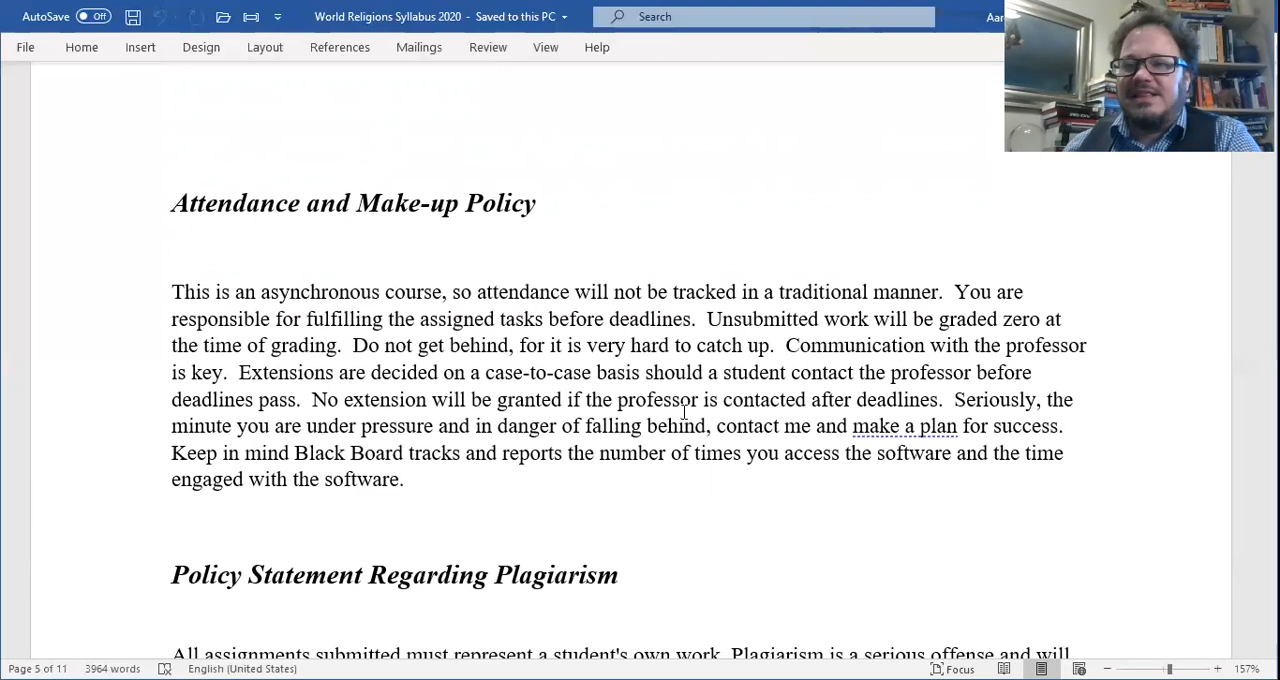 AutoSave Off World Religions Syllabus 2020 - Saved to this PC Search Aar
File Home Insert Design Layout References Mailings Review View Help
Attendance and Make-up Policy
This is an asynchronous course, so attendance will not be tracked in a traditional manner. You are
responsible for fulfilling the assigned tasks before deadlines. Unsubmitted work will be graded zero at
the time of grading. Do not get behind, for it is very hard to catch up. Communication with the professor
is key. Extensions are decided on a case-to-case basis should a student contact the professor before
deadlines pass. No extension will be granted if the professor is contacted after deadlines. Seriously, the
minute you are under pressure and in danger of falling behind, contact me and make a plan for success.
Keep in mind Black Board tracks and reports the number of times you access the software and the time
engaged with the software.
Policy Statement Regarding Plagiarism
All assignments submitted must represent a student's own work. Plagiarism is a serious offense and will
Page 5 of 11 3964 words English (United States) Focus 157%